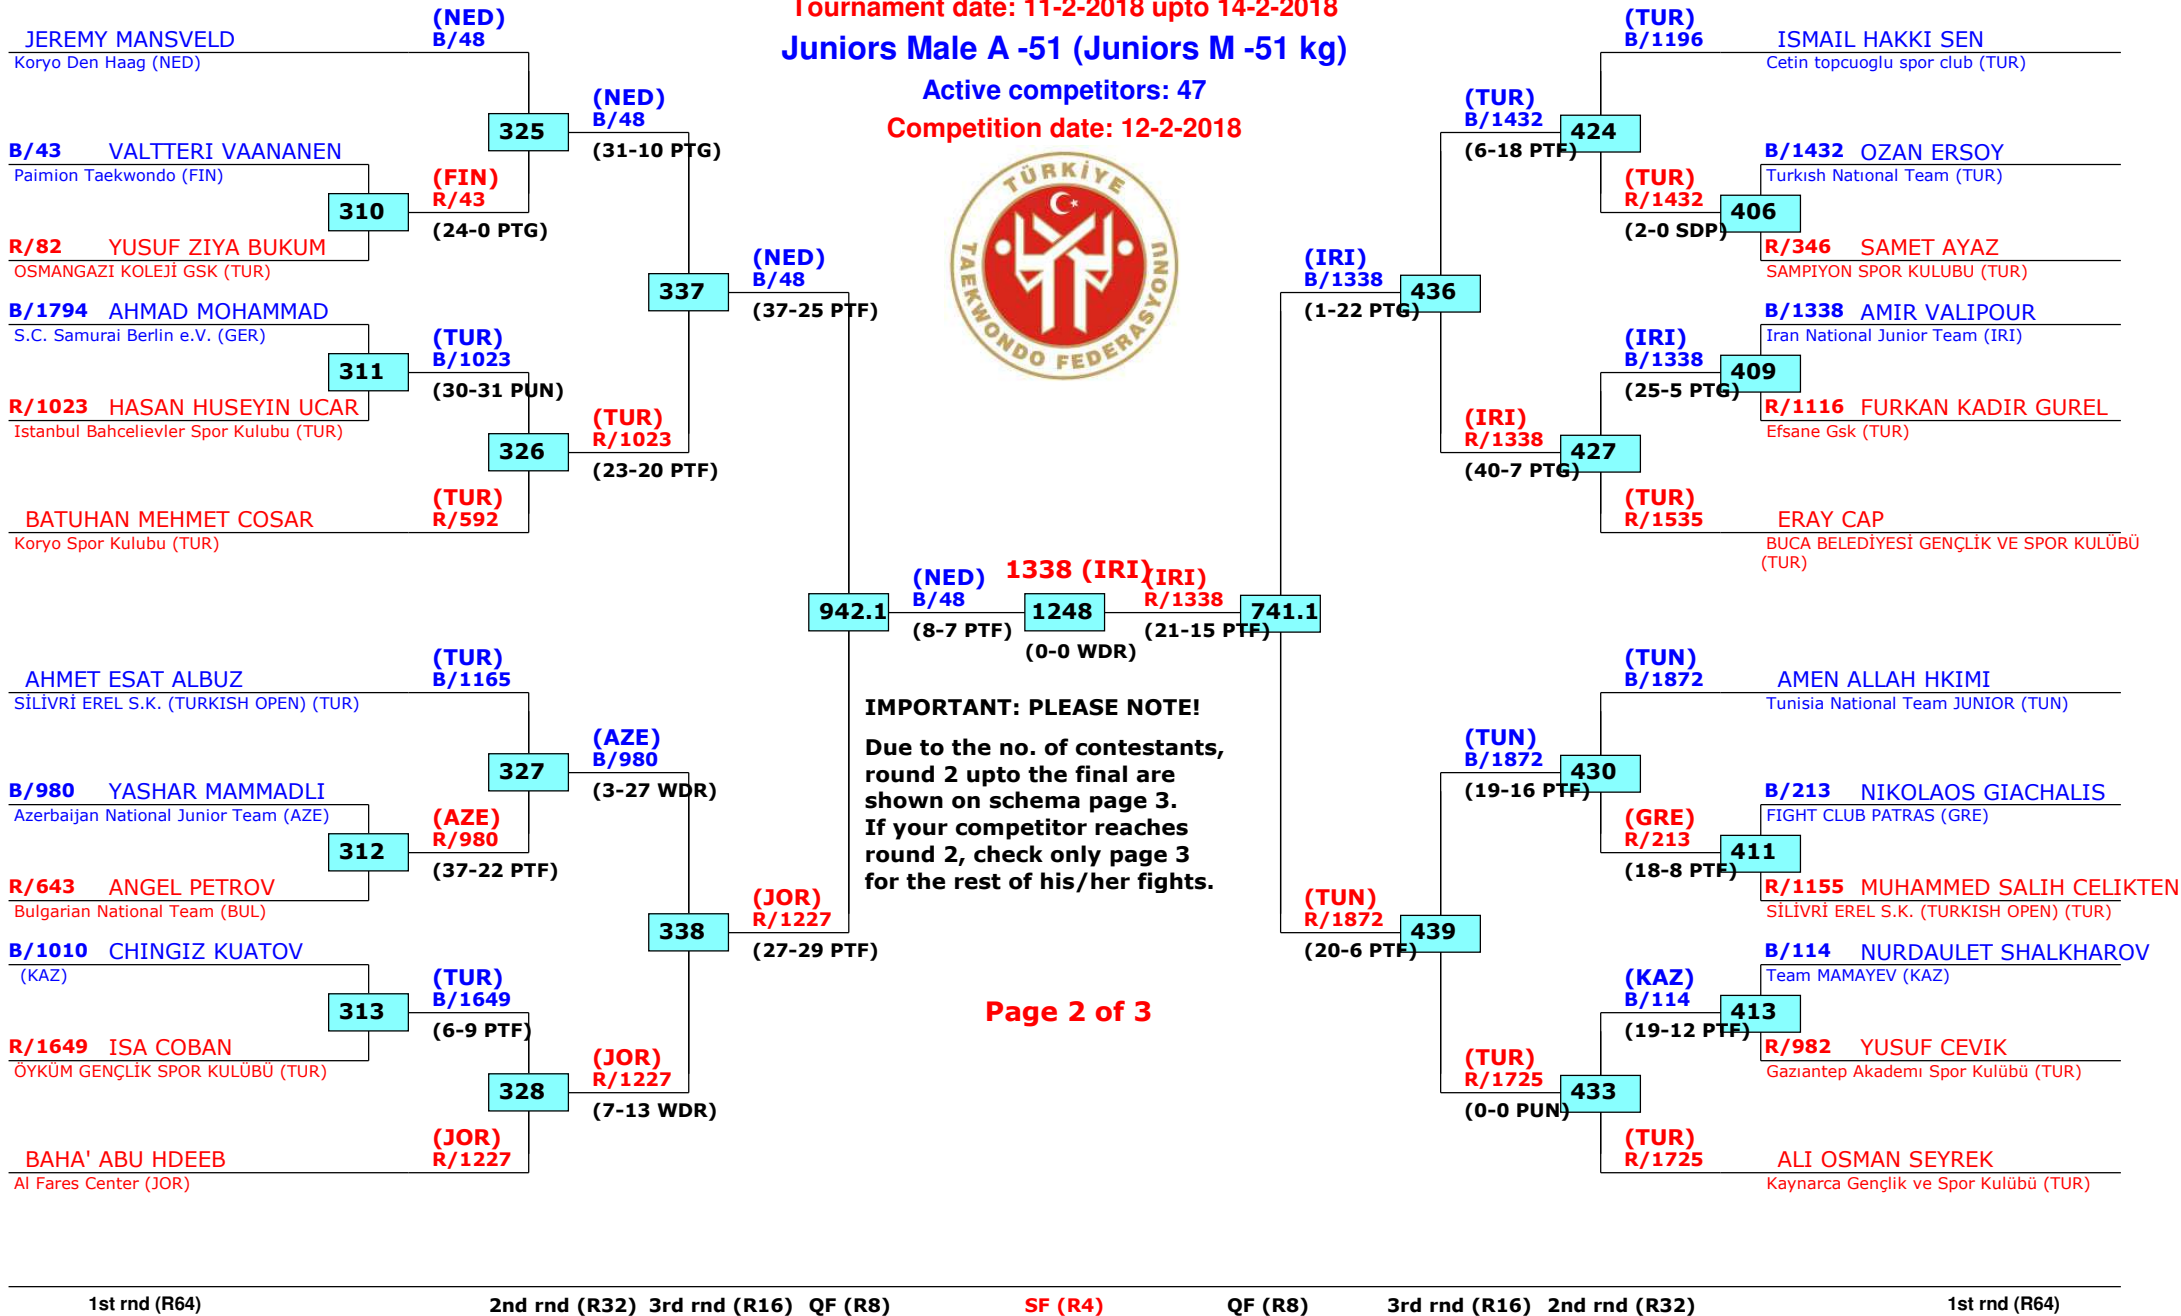 Tournament date: 11-2-2018 upto 14-2-2018
Juniors Male A -51 (Juniors M -51 kg)
Active competitors: 47
Competition date: 12-2-2018
TÜRKİYE
TAEKWONDO FEDERASYONU
JEREMY MANSVELD
Koryo Den Haag (NED)
(NED)
B/48
B/43 VALTTERI VAANANEN
Paimion Taekwondo (FIN)
310
R/82 YUSUF ZIYA BUKUM
OSMANGAZI KOLEJİ GSK (TUR)
(FIN)
R/43
(24-0 PTG)
325
(NED)
B/48
(31-10 PTG)
B/1794 AHMAD MOHAMMAD
S.C. Samurai Berlin e.V. (GER)
311
R/1023 HASAN HUSEYIN UCAR
Istanbul Bahcelievler Spor Kulubu (TUR)
(TUR)
B/1023
(30-31 PUN)
326
(TUR)
R/1023
(23-20 PTF)
BATUHAN MEHMET COSAR
Koryo Spor Kulubu (TUR)
(TUR)
R/592
337
(NED)
B/48
(37-25 PTF)
AHMET ESAT ALBUZ
SİLİVRİ EREL S.K. (TURKISH OPEN) (TUR)
(TUR)
B/1165
B/980 YASHAR MAMMADLI
Azerbaijan National Junior Team (AZE)
312
R/643 ANGEL PETROV
Bulgarian National Team (BUL)
(AZE)
R/980
(37-22 PTF)
327
(AZE)
B/980
(3-27 WDR)
B/1010 CHINGIZ KUATOV
(KAZ)
313
R/1649 ISA COBAN
ÖYKÜM GENÇLİK SPOR KULÜBÜ (TUR)
(TUR)
B/1649
(6-9 PTF)
328
(JOR)
R/1227
(7-13 WDR)
BAHA' ABU HDEEB
Al Fares Center (JOR)
(JOR)
R/1227
338
(JOR)
R/1227
(27-29 PTF)
942.1
(NED)
B/48
(8-7 PTF)
1338 (IRI)
1248
(0-0 WDR)
(IRI)
R/1338
(21-15 PTF)
741.1
IMPORTANT: PLEASE NOTE!
Due to the no. of contestants,
round 2 upto the final are
shown on schema page 3.
If your competitor reaches
round 2, check only page 3
for the rest of his/her fights.
Page 2 of 3
(TUR)
B/1196
ISMAIL HAKKI SEN
Cetin topcuoglu spor club (TUR)
(TUR)
B/1432
(6-18 PTF)
424
(TUR)
R/1432
(2-0 SDP)
B/1432 OZAN ERSOY
Turkısh Natıonal Team (TUR)
406
R/346 SAMET AYAZ
SAMPIYON SPOR KULUBU (TUR)
(IRI)
B/1338
(1-22 PTG)
436
B/1338 AMIR VALIPOUR
Iran National Junior Team (IRI)
(IRI)
B/1338
(25-5 PTG)
409
R/1116 FURKAN KADIR GUREL
Efsane Gsk (TUR)
(IRI)
R/1338
(40-7 PTG)
427
(TUR)
R/1535
ERAY CAP
BUCA BELEDİYESİ GENÇLİK VE SPOR KULÜBÜ
(TUR)
(TUN)
B/1872
AMEN ALLAH HKIMI
Tunisia National Team JUNIOR (TUN)
(TUN)
B/1872
(19-16 PTF)
430
B/213 NIKOLAOS GIACHALIS
FIGHT CLUB PATRAS (GRE)
(GRE)
R/213
(18-8 PTF)
411
R/1155 MUHAMMED SALIH CELIKTEN
SİLİVRİ EREL S.K. (TURKISH OPEN) (TUR)
(TUN)
R/1872
(20-6 PTF)
439
B/114 NURDAULET SHALKHAROV
Team MAMAYEV (KAZ)
(KAZ)
B/114
(19-12 PTF)
413
R/982 YUSUF CEVIK
Gazıantep Akademı Spor Kulübü (TUR)
(TUR)
R/1725
(0-0 PUN)
433
(TUR)
R/1725
ALI OSMAN SEYREK
Kaynarca Gençlik ve Spor Kulübü (TUR)
1st rnd (R64) 2nd rnd (R32) 3rd rnd (R16) QF (R8) SF (R4) QF (R8) 3rd rnd (R16) 2nd rnd (R32) 1st rnd (R64)